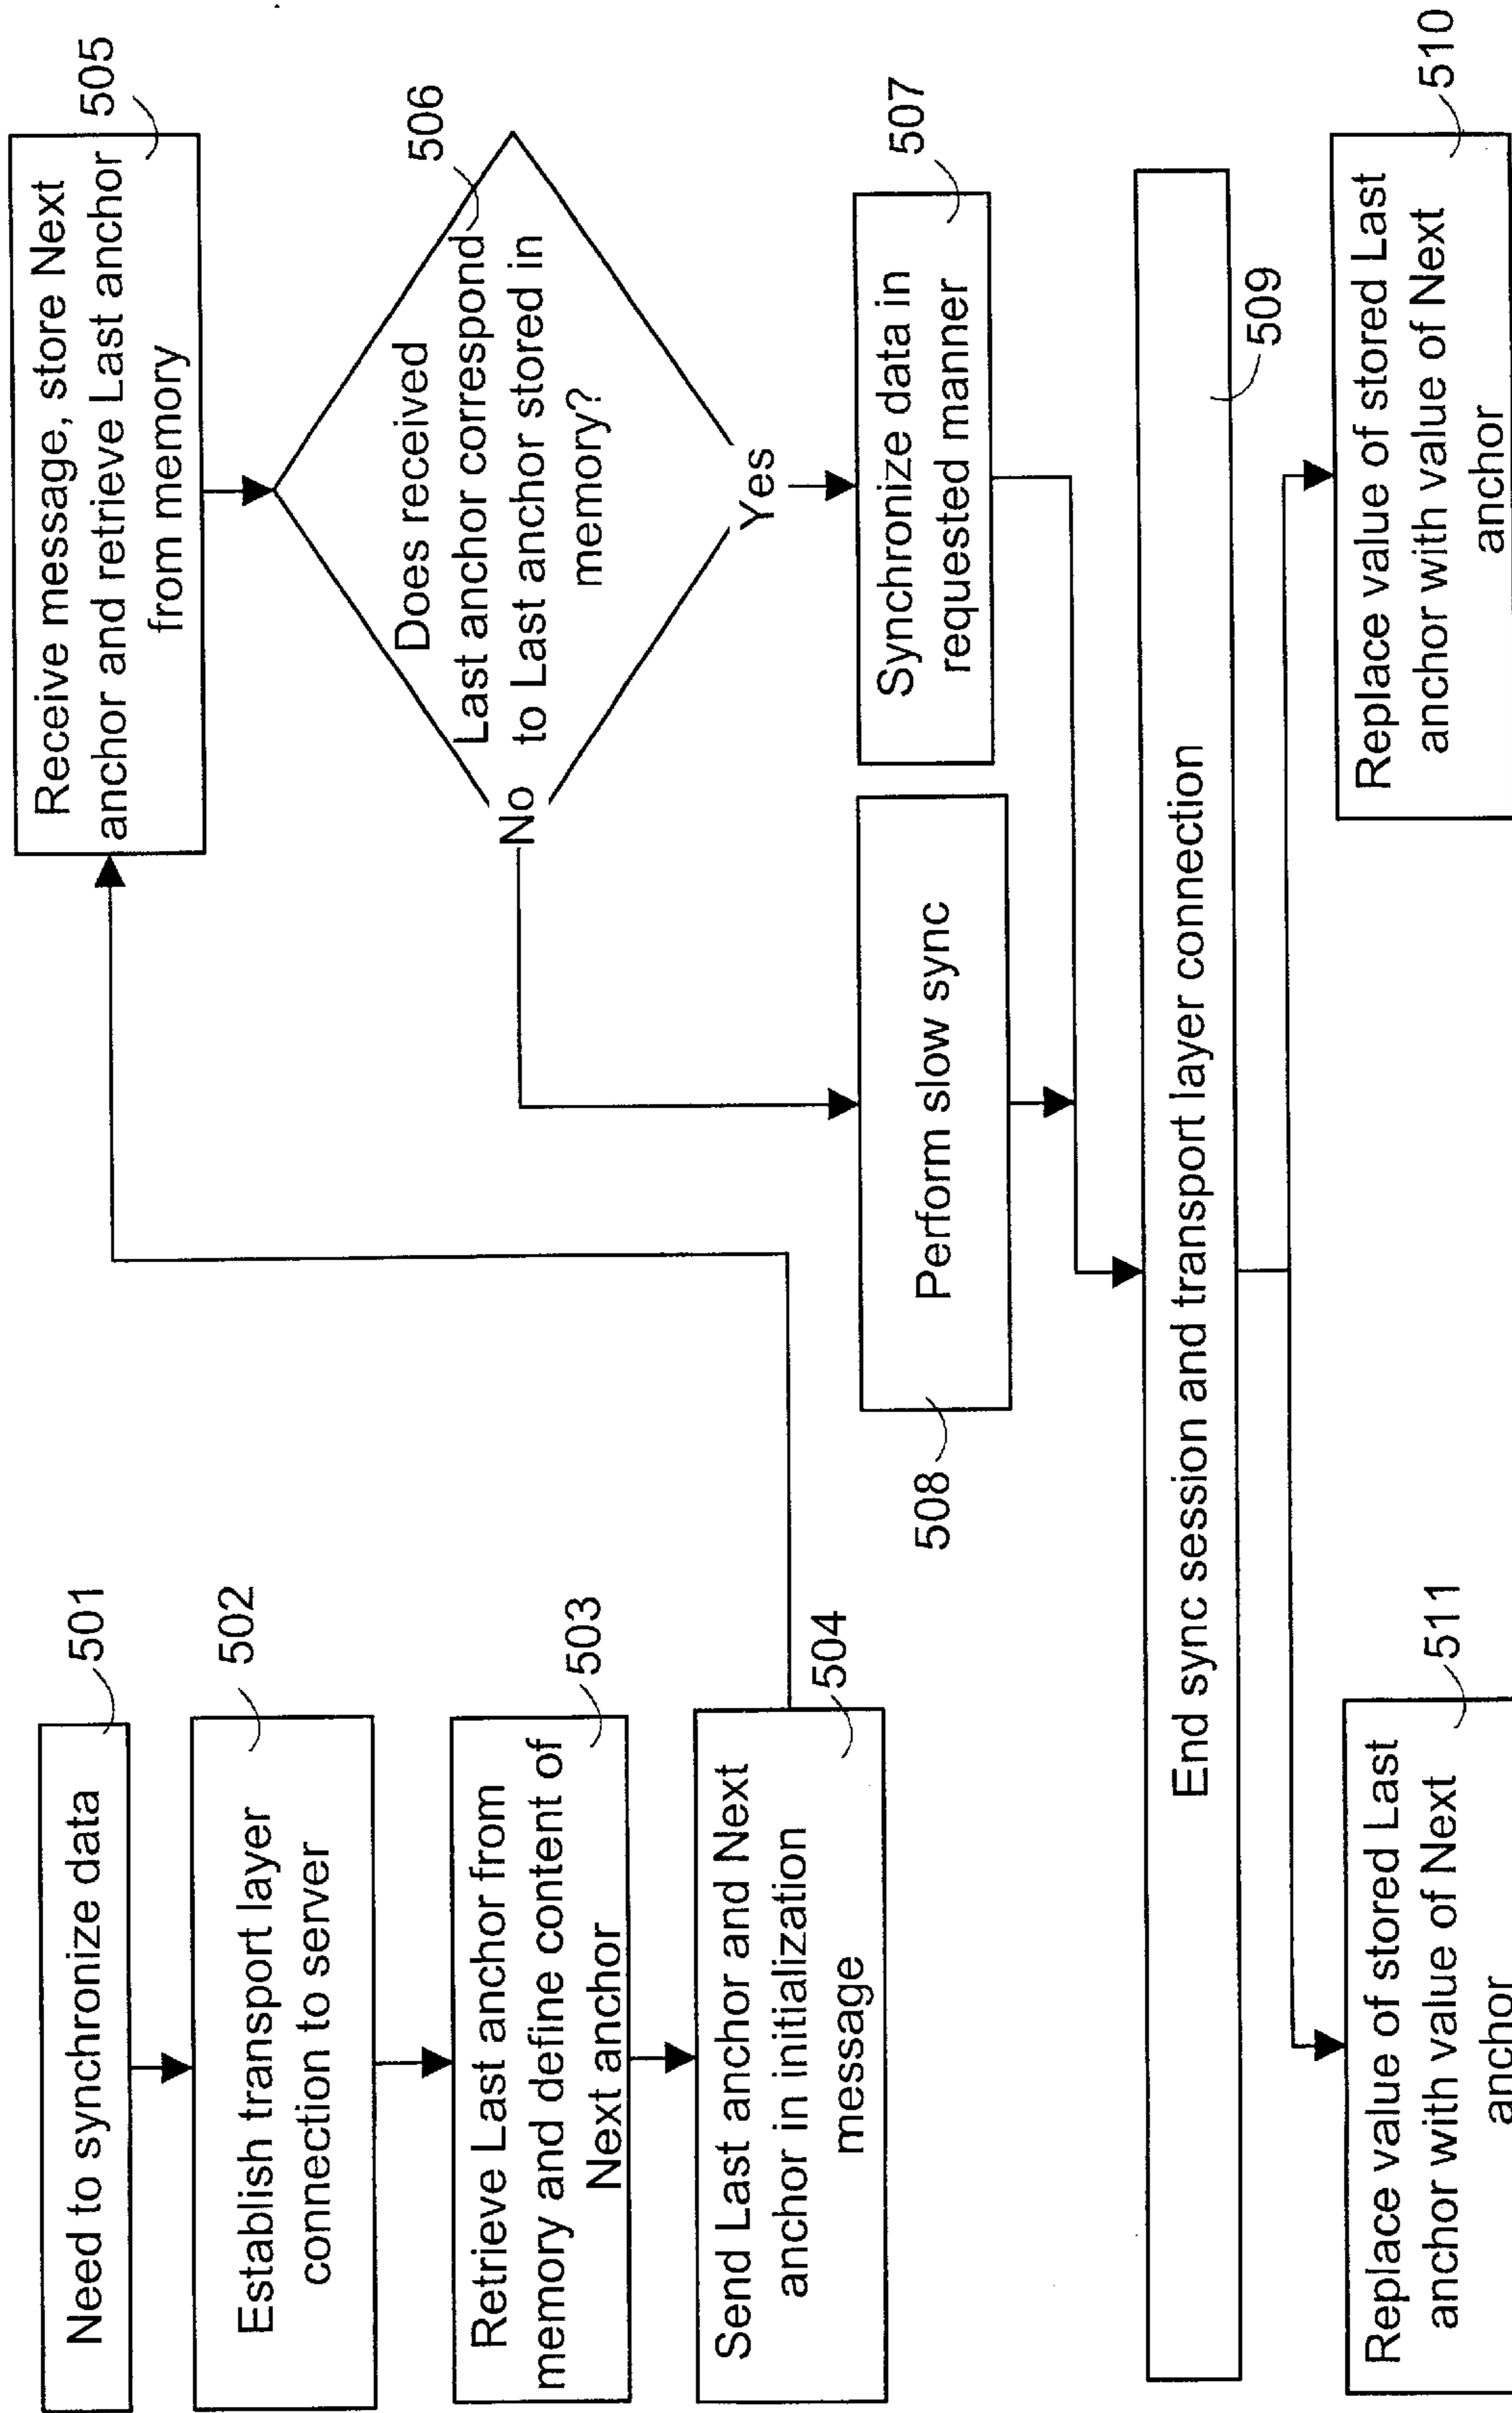 Need to synchronize data
501
Establish transport layer
connection to server
502
Retrieve Last anchor from
memory and define content of
Next anchor
503
Send Last anchor and Next
anchor in initialization
message
504
Receive message, store Next
anchor and retrieve Last anchor
from memory
505
Does received
Last anchor correspond
to Last anchor stored in
memory?
506
No
Yes
Synchronize data in
requested manner
507
Perform slow sync
508
End sync session and transport layer connection
509
Replace value of stored Last
anchor with value of Next
anchor
510
Replace value of stored Last
anchor with value of Next
anchor
511